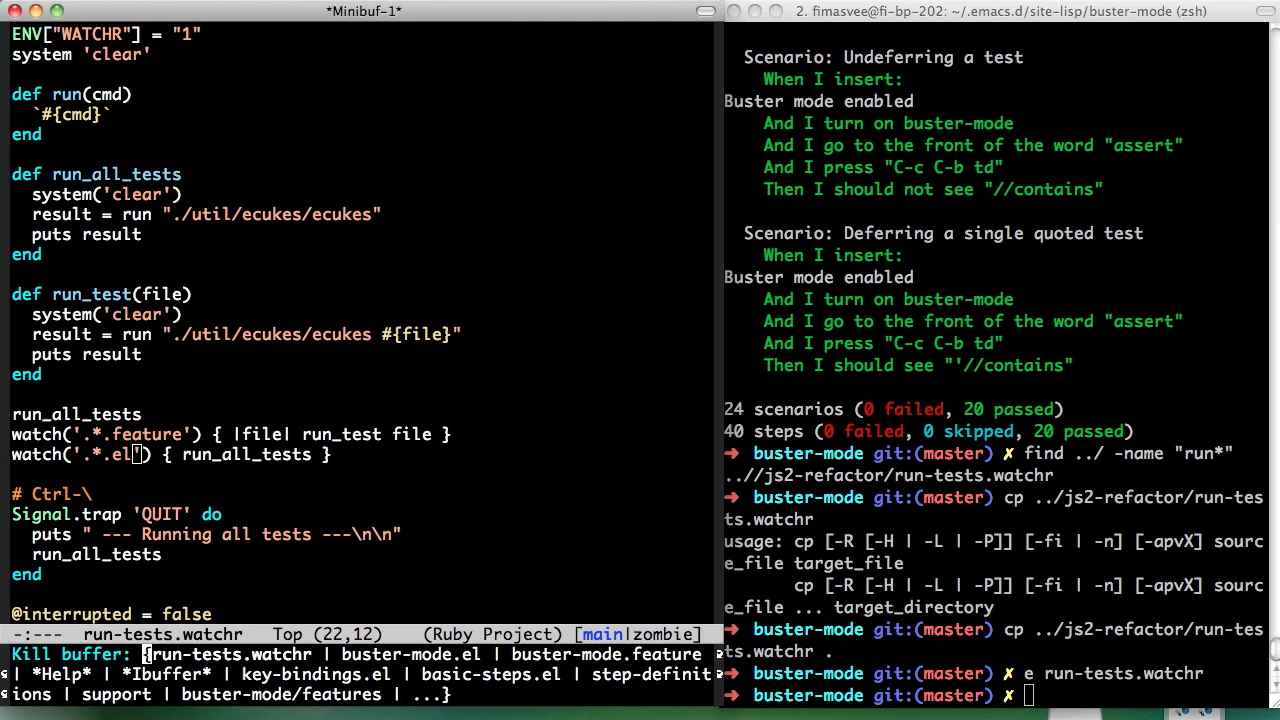 *Minibuf-1*
ENV["WATCHR"] = "1"
system 'clear'
def run(cmd)
`#{cmd}`
end
def run_all_tests
system('clear')
result = run "./util/ecukes/ecukes"
puts result
end
def run_test(file)
system('clear')
result = run "./util/ecukes/ecukes #{file}"
puts result
end
run_all_tests
watch('.*.feature') { |file| run_test file }
watch('.*.el') { run_all_tests }
# Ctrl-\
Signal.trap 'QUIT' do
puts " --- Running all tests ---\n\n"
run_all_tests
end
@interrupted = false
-:--- run-tests.watchr Top (22,12) (Ruby Project) [main|zombie]
Kill buffer: {run-tests.watchr | buster-mode.el | buster-mode.feature
| *Help* | *Ibuffer* | key-bindings.el | basic-steps.el | step-definit
ions | support | buster-mode/features | ...}
2. fimasvee@fi-bp-202: ~/.emacs.d/site-lisp/buster-mode (zsh)
Scenario: Undeferring a test
When I insert:
Buster mode enabled
And I turn on buster-mode
And I go to the front of the word "assert"
And I press "C-c C-b td"
Then I should not see "//contains"
Scenario: Deferring a single quoted test
When I insert:
Buster mode enabled
And I turn on buster-mode
And I go to the front of the word "assert"
And I press "C-c C-b td"
Then I should see "'//contains"
24 scenarios (0 failed, 20 passed)
40 steps (0 failed, 0 skipped, 20 passed)
➜ buster-mode git:(master) ✗ find ../ -name "run*"
..//js2-refactor/run-tests.watchr
➜ buster-mode git:(master) ✗ cp ../js2-refactor/run-tes
ts.watchr
usage: cp [-R [-H | -L | -P]] [-fi | -n] [-apvX] sourc
e_file target_file
cp [-R [-H | -L | -P]] [-fi | -n] [-apvX] sourc
e_file ... target_directory
➜ buster-mode git:(master) ✗ cp ../js2-refactor/run-tes
ts.watchr .
➜ buster-mode git:(master) ✗ e run-tests.watchr
➜ buster-mode git:(master) ✗